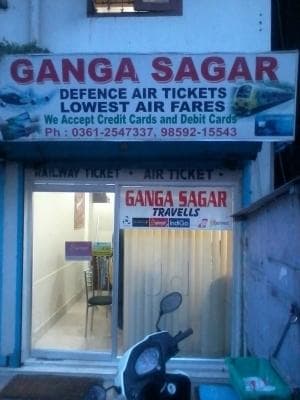 GANGA SAGAR
DEFENCE AIR TICKETS
LOWEST AIR FARES
We Accept Credit Cards and Debit Cards
Ph : 0361-2547337, 98592-15543
RAILWAY TICKET • AIR TICKET •
GANGA SAGAR
TRAVELLS
IndiGo